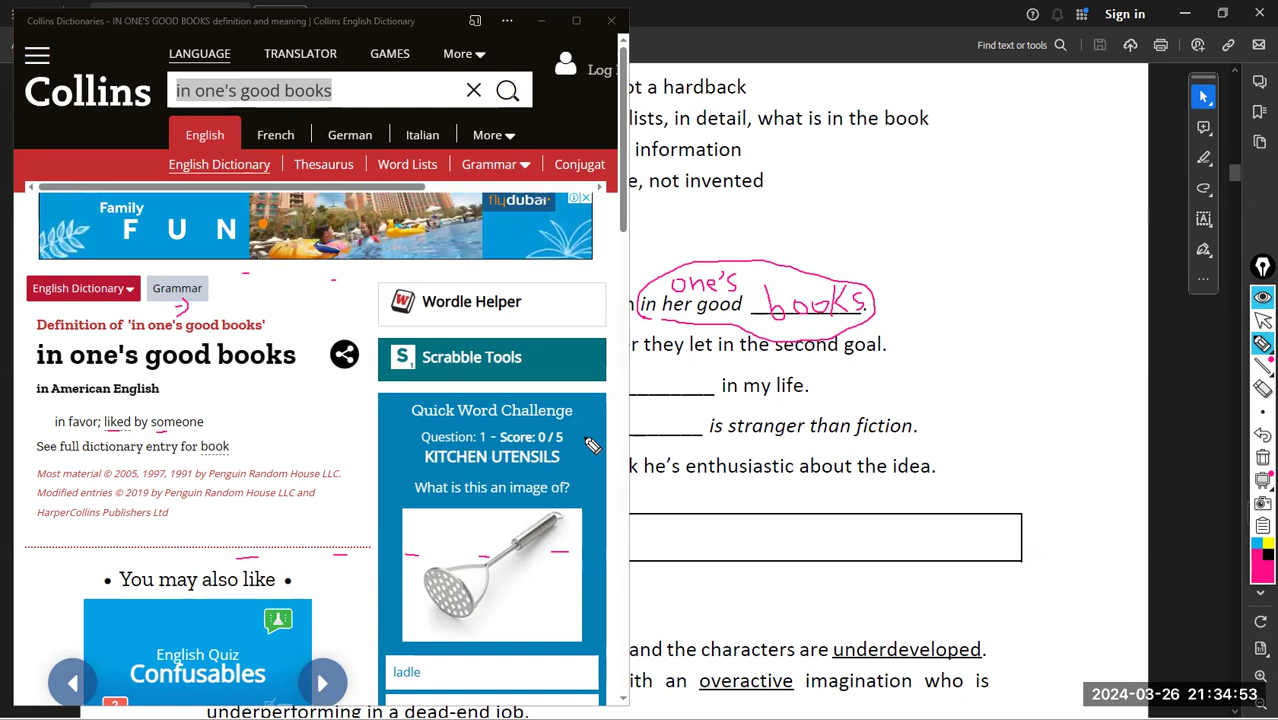 Collins Dictionaries - IN ONE'S GOOD BOOKS definition and meaning | Collins English Dictionary
Sign in
LANGUAGE TRANSLATOR GAMES More
Log I
Find text or tools
Collins
in one's good books
English French German Italian More
English Dictionary Thesaurus Word Lists Grammar Conjugat
Family
F U N
flydubai
English Dictionary Grammar
Definition of 'in one's good books'
in one's good books
in American English
in favor; liked by someone
See full dictionary entry for book
Most material © 2005, 1997, 1991 by Penguin Random House LLC.
Modified entries © 2019 by Penguin Random House LLC and
HarperCollins Publishers Ltd
• You may also like •
English Quiz
Confusables
Wordle Helper
S
Scrabble Tools
Quick Word Challenge
Question: 1 - Score: 0 / 5
KITCHEN UTENSILS
What is this an image of?
ladle
ot a hardback
lists, in detail, what is in the book
information
e, not invented
one's
in her good books.
r they let in the second goal.
________ in my life.
_______ is stranger than fiction.
k he's enthusiastic about the idea.
and the characters are underdeveloped.
ith an overactive imagination who is
underperforming in a dead-end job.
2024-03-26 21:34:53